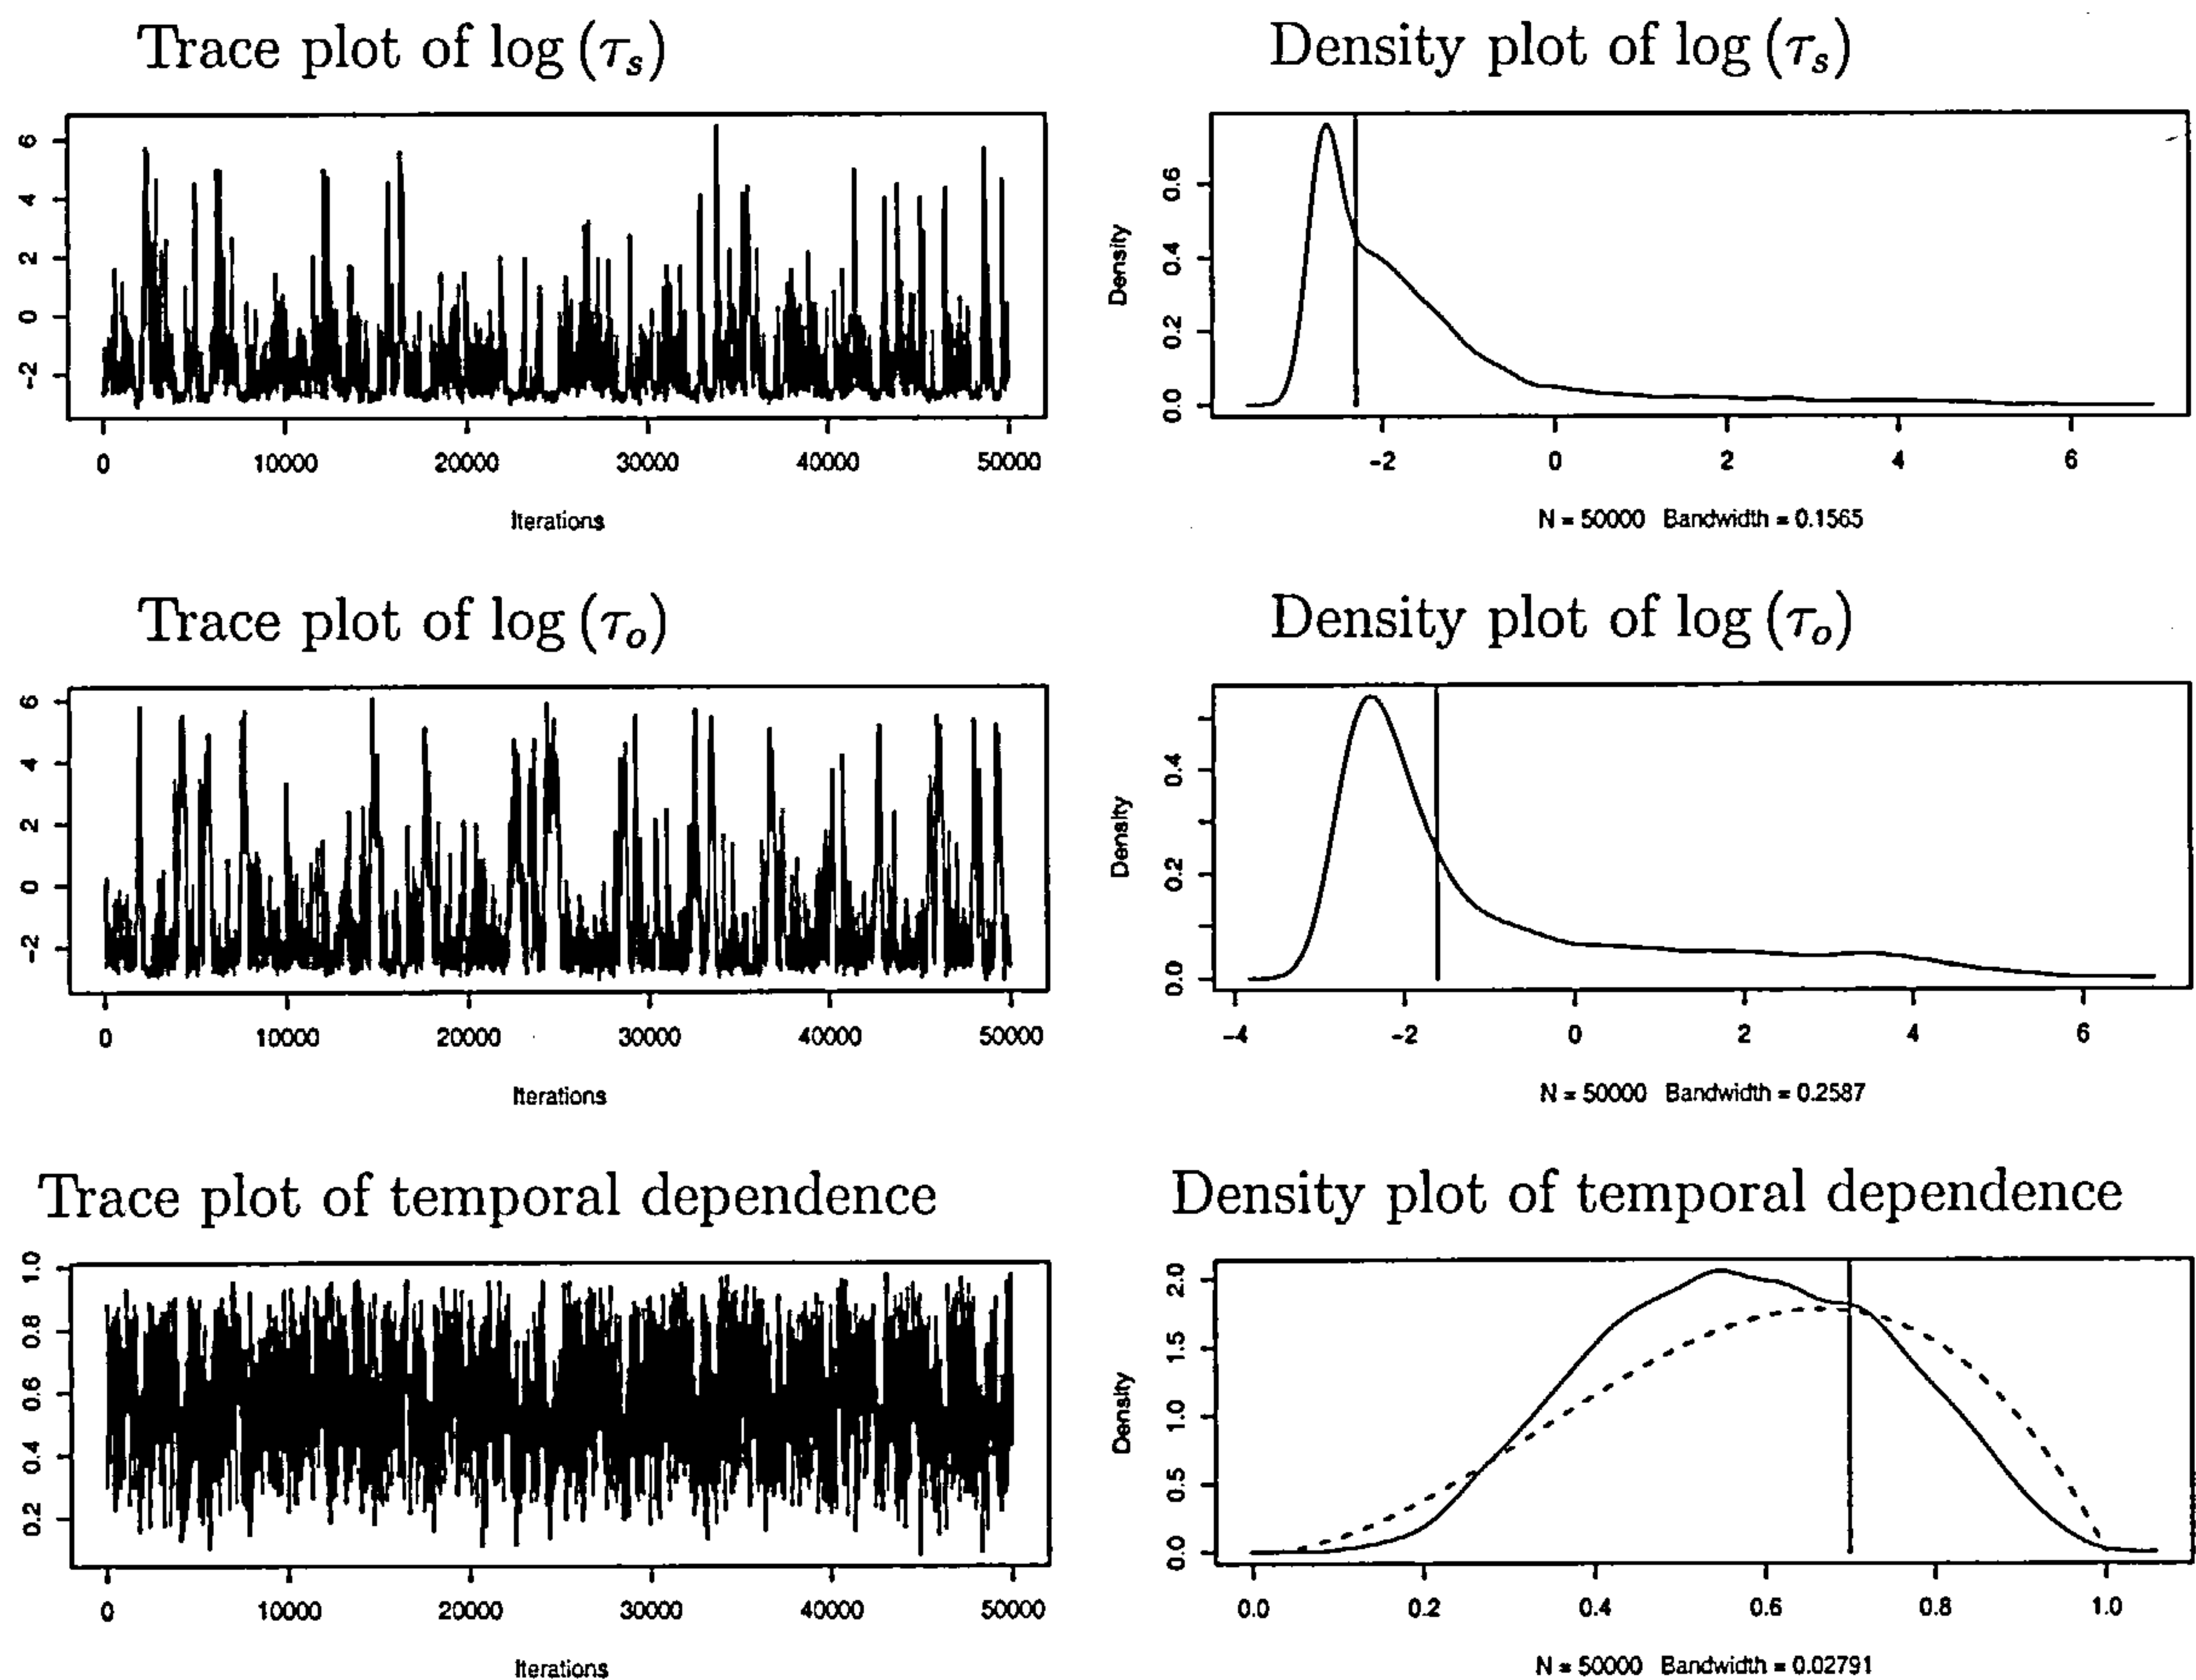 Trace plot of log (τₛ)
Density plot of log (τₛ)
6
4
2
0
-2
0 10000 20000 30000 40000 50000
Iterations
Density
0.6
0.4
0.2
0.0
-2 0 2 4 6
N = 50000 Bandwidth = 0.1565
Trace plot of log (τₒ)
Density plot of log (τₒ)
6
4
2
0
-2
0 10000 20000 30000 40000 50000
Iterations
Density
0.4
0.2
0.0
-4 -2 0 2 4 6
N = 50000 Bandwidth = 0.2587
Trace plot of temporal dependence
Density plot of temporal dependence
1.0
0.8
0.6
0.4
0.2
0 10000 20000 30000 40000 50000
Iterations
Density
2.0
1.5
1.0
0.5
0.0
0.0 0.2 0.4 0.6 0.8 1.0
N = 50000 Bandwidth = 0.02791